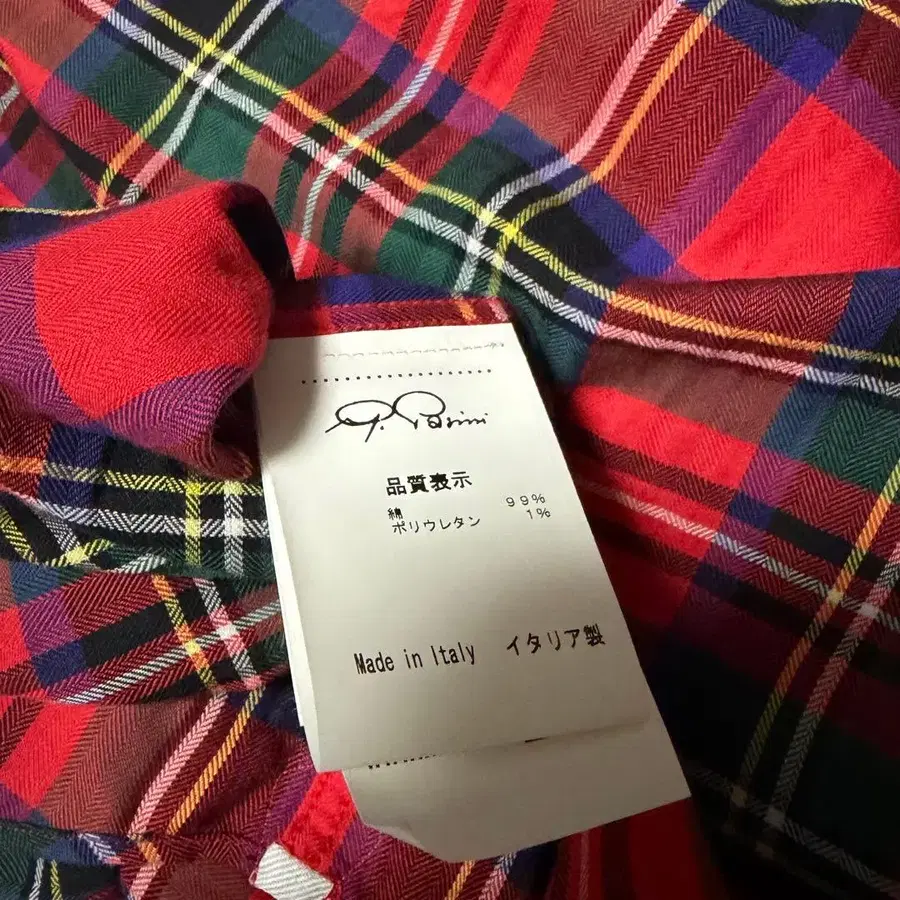 G. Parini
品質表示
綿 99%
ポリウレタン 1%
Made in Italy イタリア製